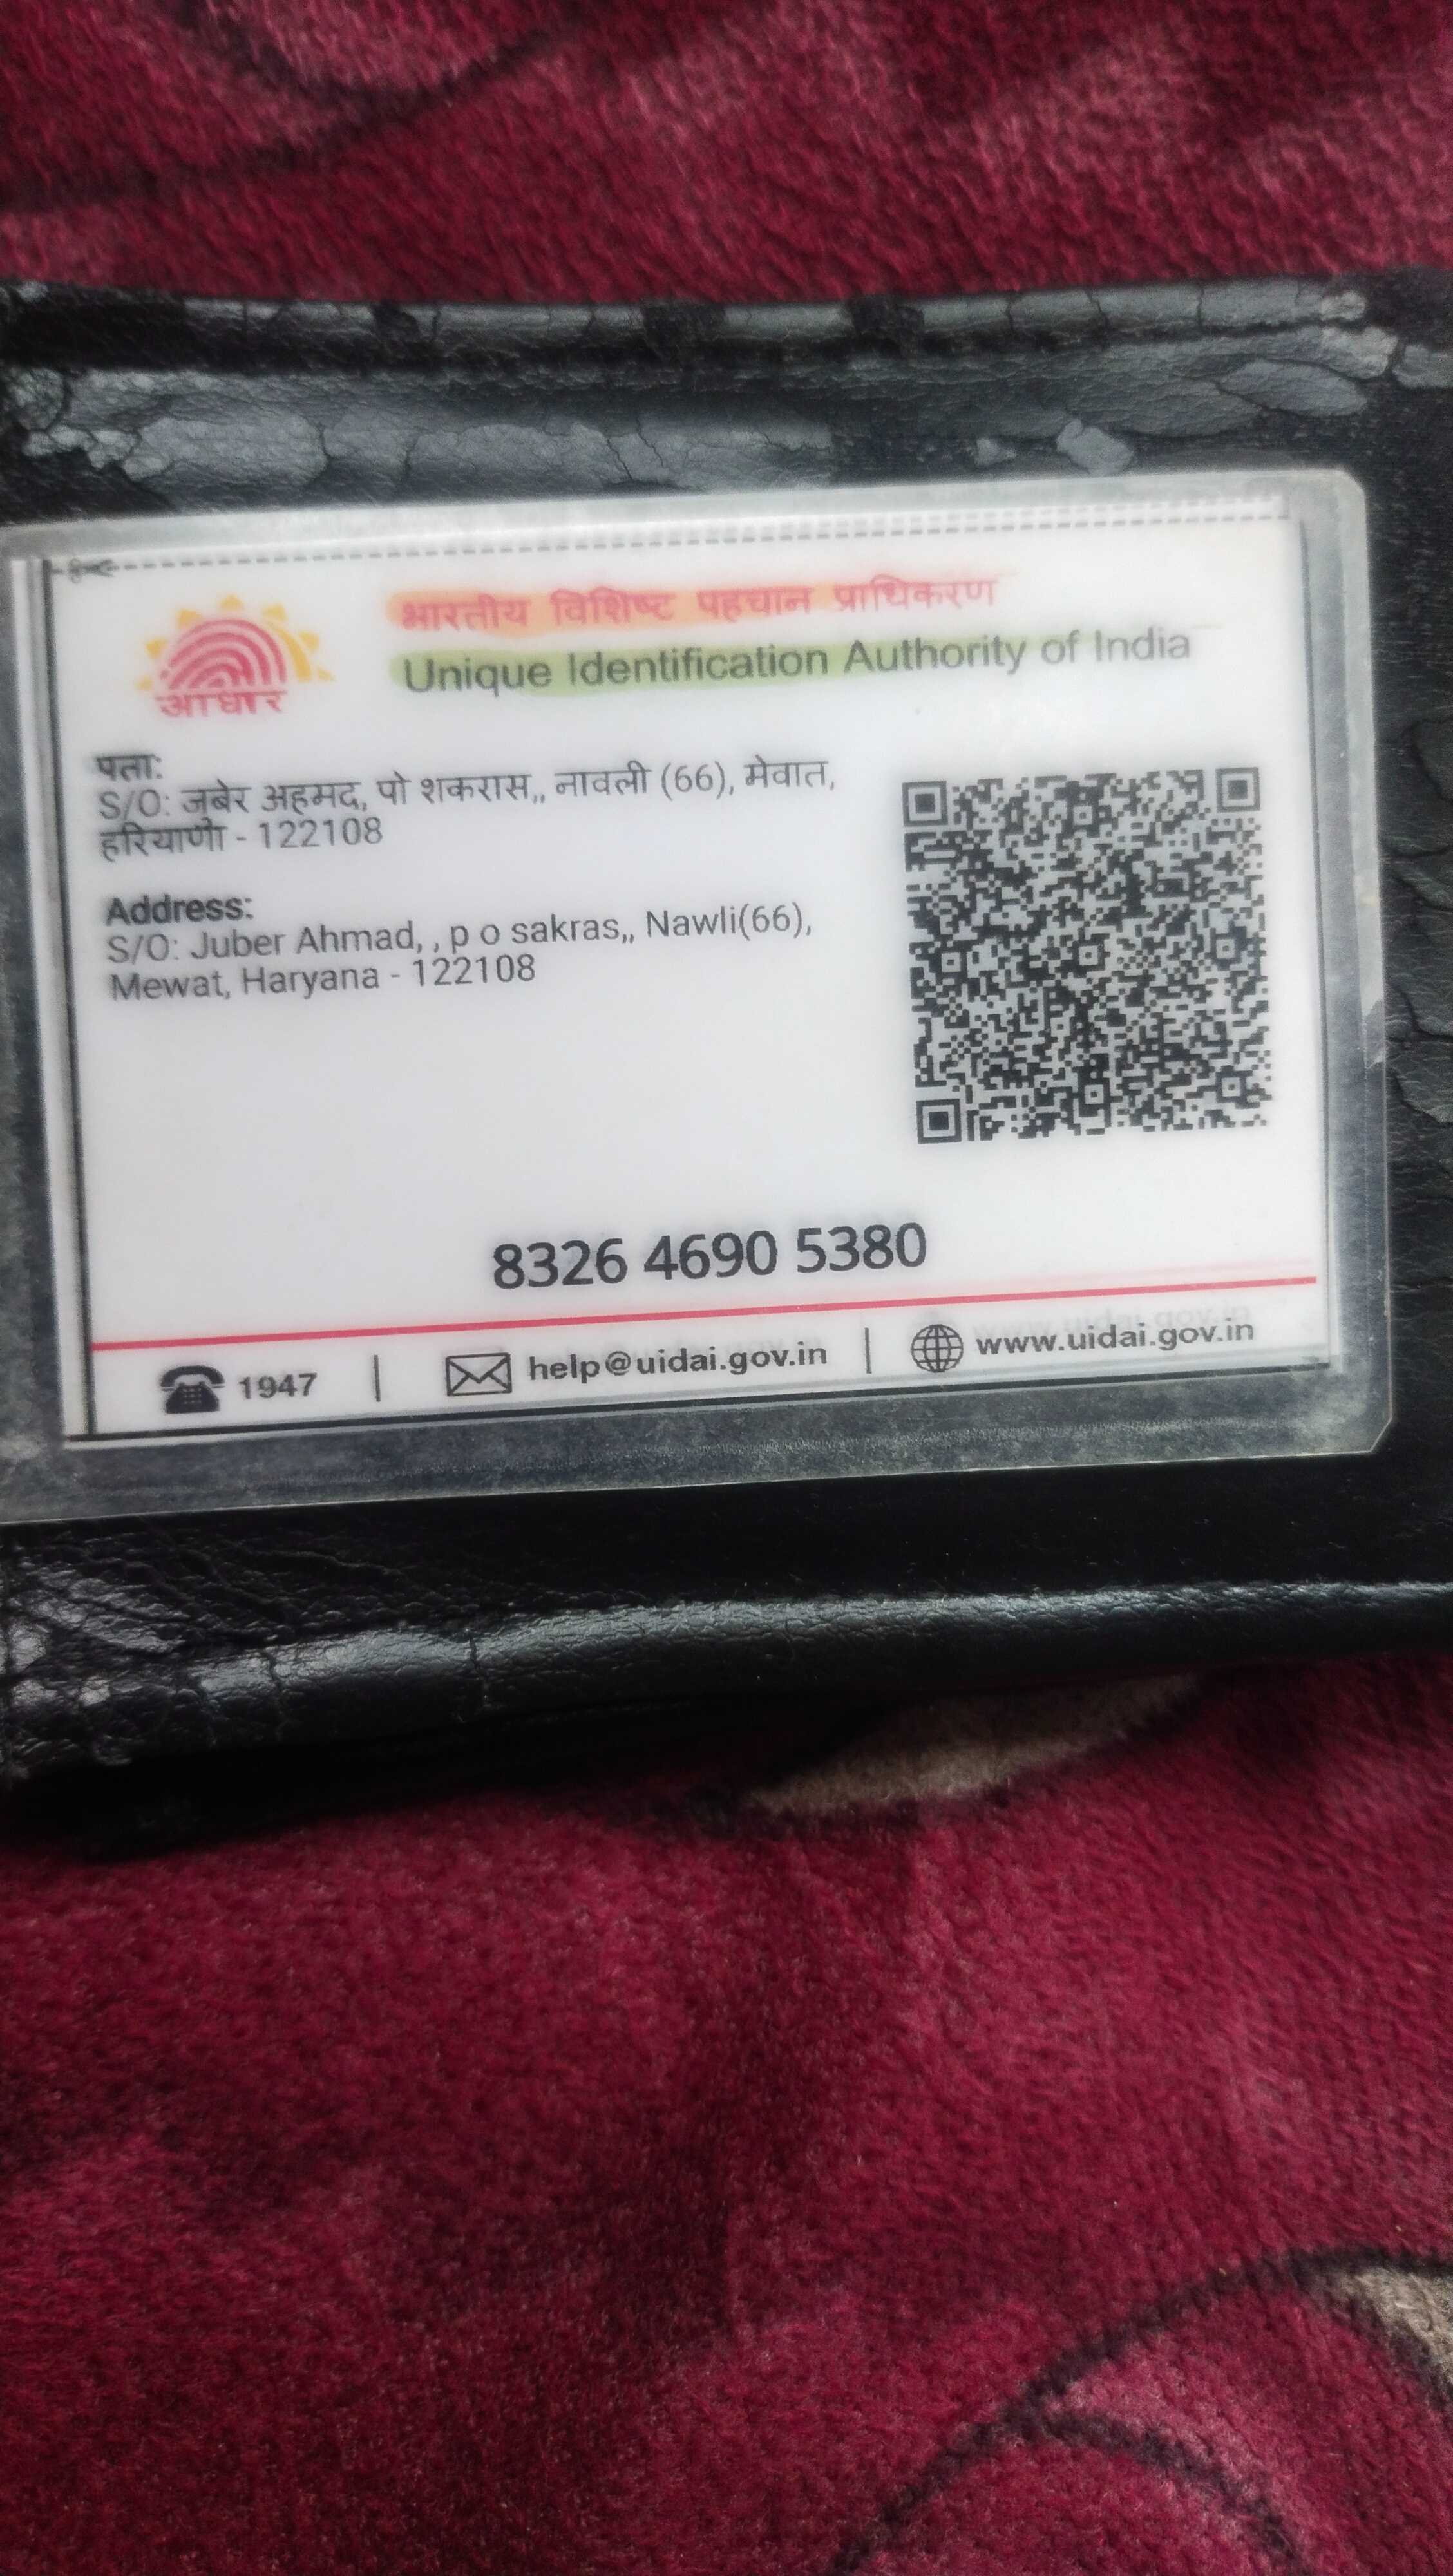 भारतीय विशिष्ट पहचान प्राधिकरण
Unique Identification Authority of India
आधार
पता:
S/O: जुबेर अहमद, पो शकरास,, नावली (66), मेवात,
हरियाणा - 122108
Address:
S/O: Juber Ahmad, , p o sakras,, Nawli(66),
Mewat, Haryana - 122108
8326 4690 5380
1947 | help@uidai.gov.in | www.uidai.gov.in